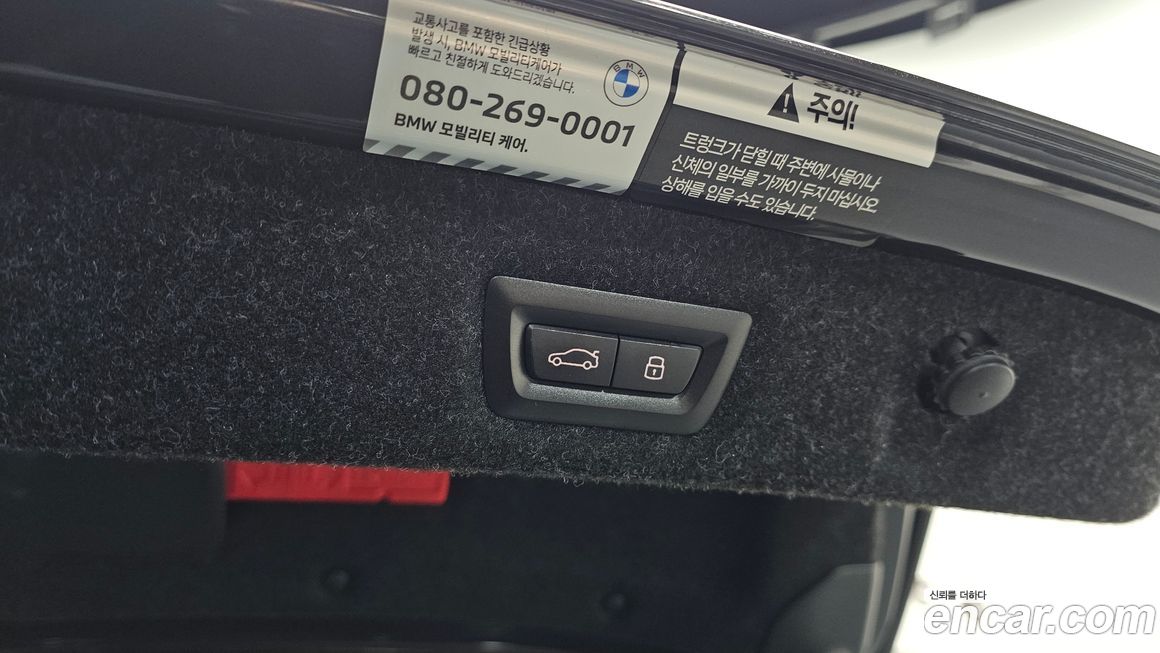 교통사고를 포함한 긴급상황
발생 시, BMW 모빌리티케어가
빠르고 친절하게 도와드리겠습니다.
080-269-0001
BMW 모빌리티 케어.
BMW
주의!
트렁크가 닫힐 때 주변에 사물이나
신체의 일부를 가까이 두지 마십시오
상해를 입을 수도 있습니다.
신뢰를 더하다
encar.com